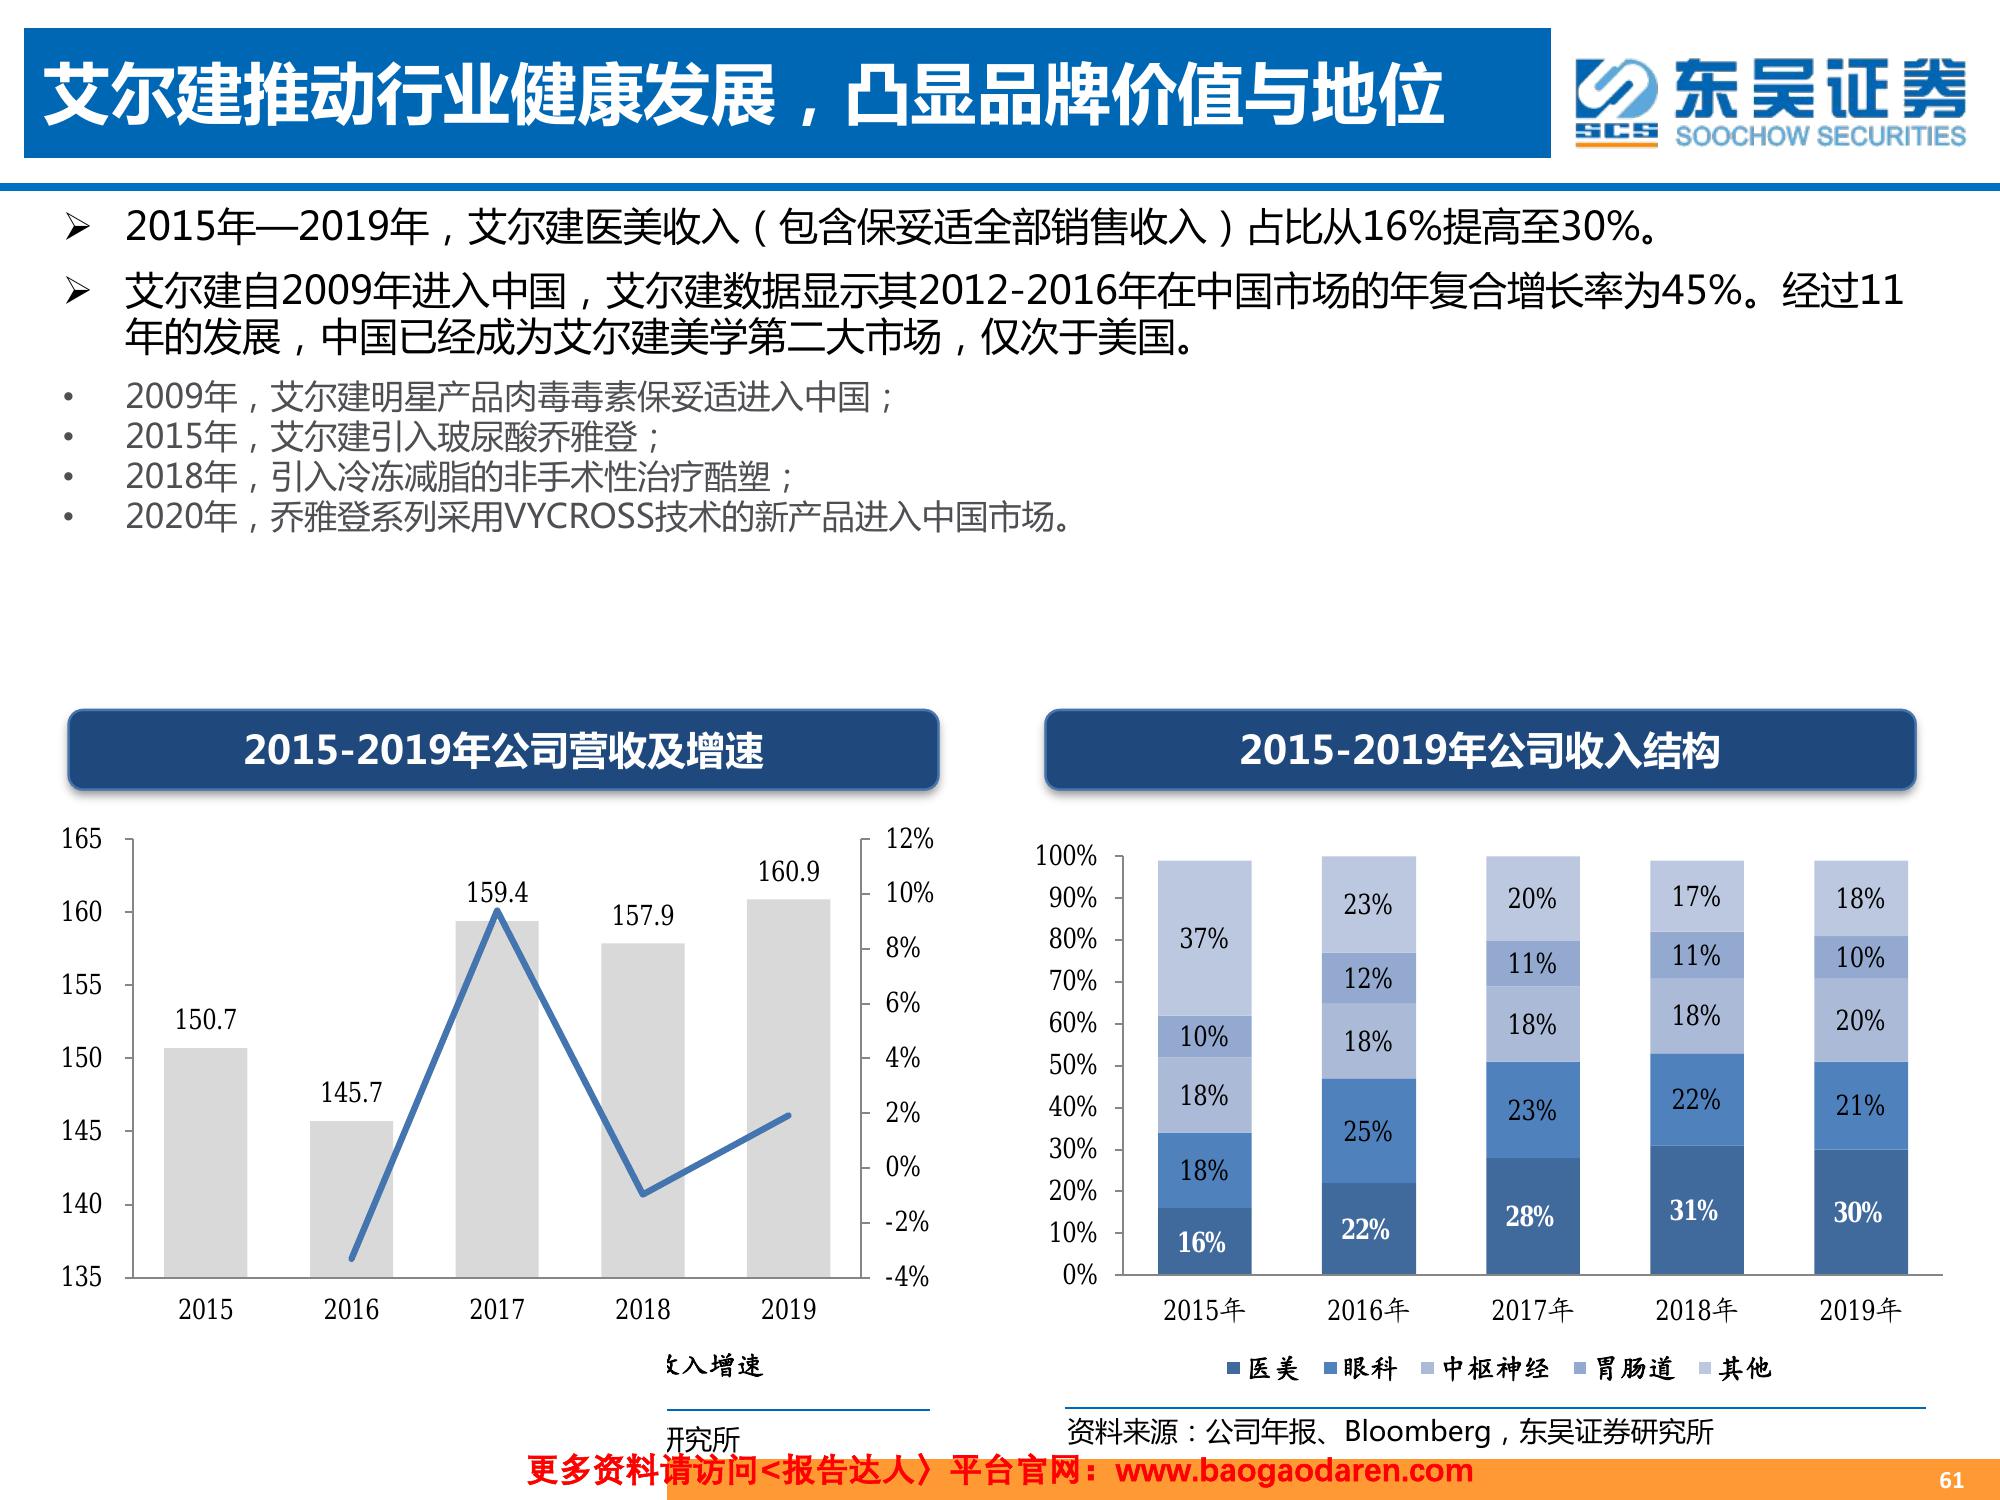 艾尔建推动行业健康发展，凸显品牌价值与地位
东吴证券
SCS
SOOCHOW SECURITIES
➢ 2015年—2019年，艾尔建医美收入（包含保妥适全部销售收入）占比从16%提高至30%。
➢ 艾尔建自2009年进入中国，艾尔建数据显示其2012-2016年在中国市场的年复合增长率为45%。经过11
年的发展，中国已经成为艾尔建美学第二大市场，仅次于美国。
• 2009年，艾尔建明星产品肉毒毒素保妥适进入中国；
• 2015年，艾尔建引入玻尿酸乔雅登；
• 2018年，引入冷冻减脂的非手术性治疗酷塑；
• 2020年，乔雅登系列采用VYCROSS技术的新产品进入中国市场。
2015-2019年公司营收及增速
165
160
155
150
145
140
135
12%
10%
8%
6%
4%
2%
0%
-2%
-4%
150.7
145.7
159.4
157.9
160.9
2015 2016 2017 2018 2019
收入增速
研究所
2015-2019年公司收入结构
100%
90%
80%
70%
60%
50%
40%
30%
20%
10%
0%
37% 23% 20% 17% 18%
10% 12% 11% 11% 10%
18% 18% 18% 18% 20%
18% 25% 23% 22% 21%
16% 22% 28% 31% 30%
2015年 2016年 2017年 2018年 2019年
医美 眼科 中枢神经 胃肠道 其他
资料来源：公司年报、Bloomberg，东吴证券研究所
更多资料请访问<报告达人〉平台官网：www.baogaodaren.com
61